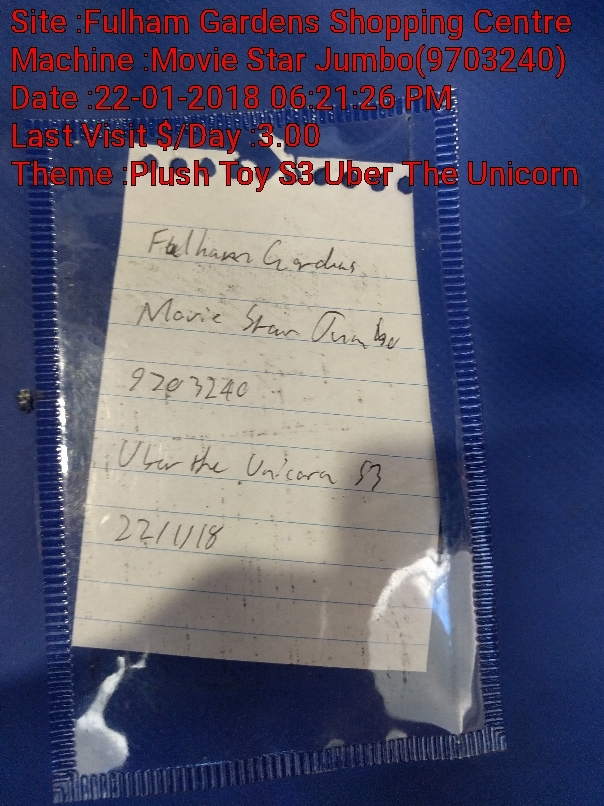 Site :Fulham Gardens Shopping Centre
Machine :Movie Star Jumbo(9703240)
Date :22-01-2018 06:21:26 PM
Last Visit $/Day :3.00
Theme :Plush Toy S3 Uber The Unicorn
Fulham Gardens
Movie Star Jumbo
9703240
Uber the Unicorn S3
22/1/18